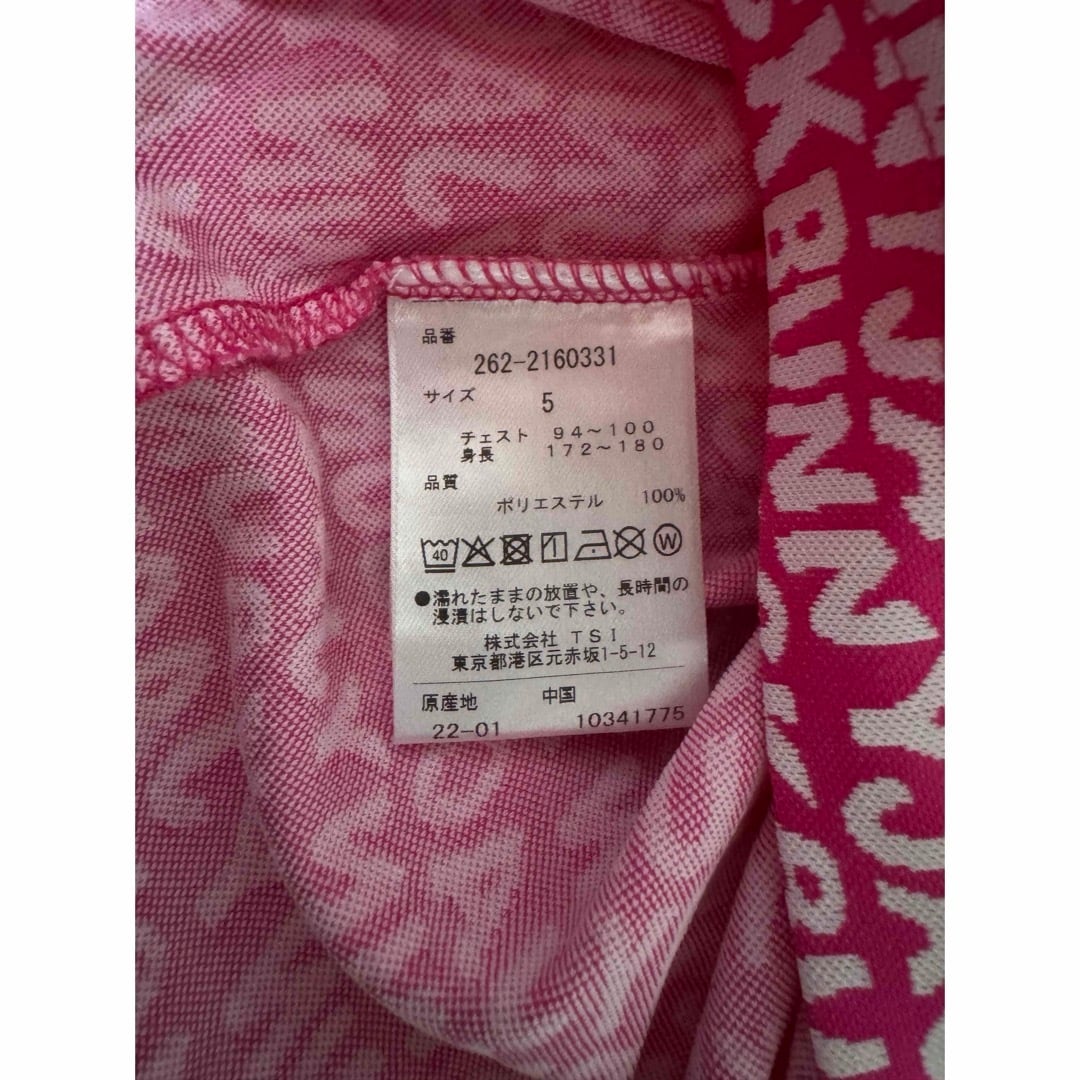 品番
262-2160331
サイズ
5
チェスト 94～100
身長 172～180
品質
ポリエステル 100%
40 W
●濡れたままの放置や、長時間の
浸漬はしないで下さい。
株式会社 TSI
東京都港区元赤坂1-5-12
原産地 中国
22-01 10341775
CK BUNNY